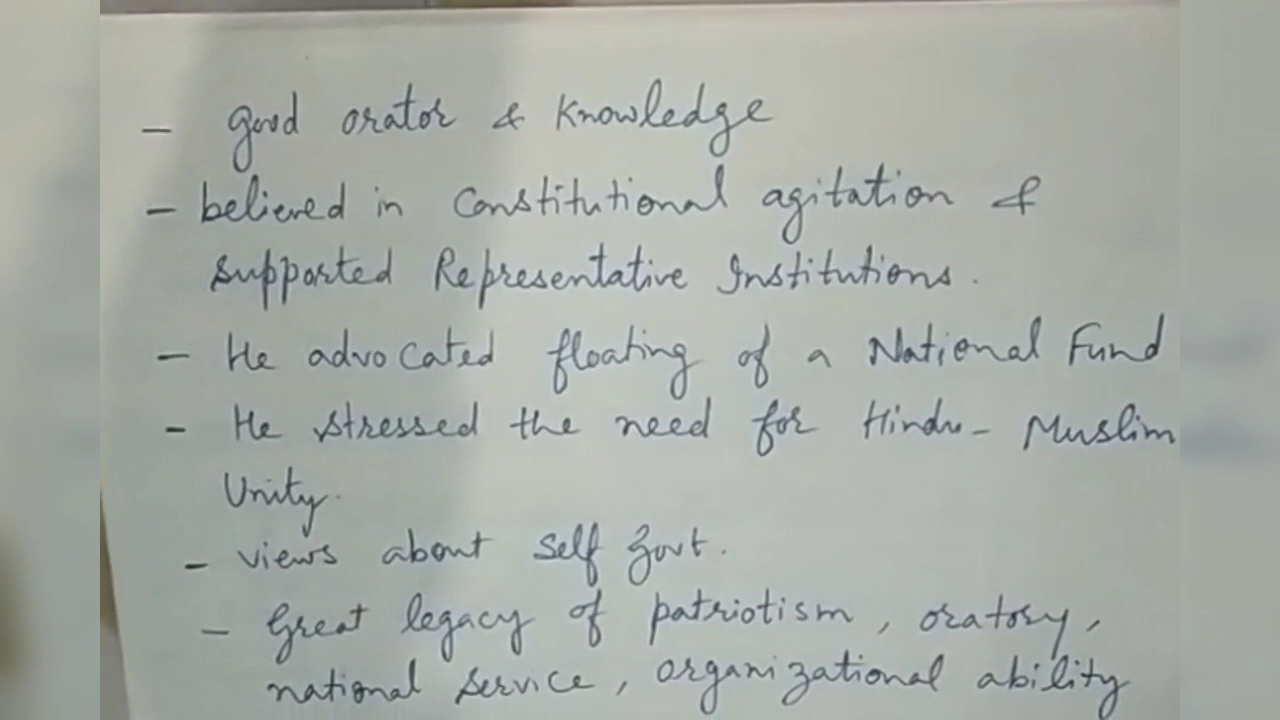 - good orator & Knowledge
- believed in Constitutional agitation &
supported Representative Institutions.
- He advocated floating of a National Fund
- He stressed the need for Hindu- Muslim
Unity.
- views about self govt.
- Great legacy of patriotism, oratory,
national service, organizational ability